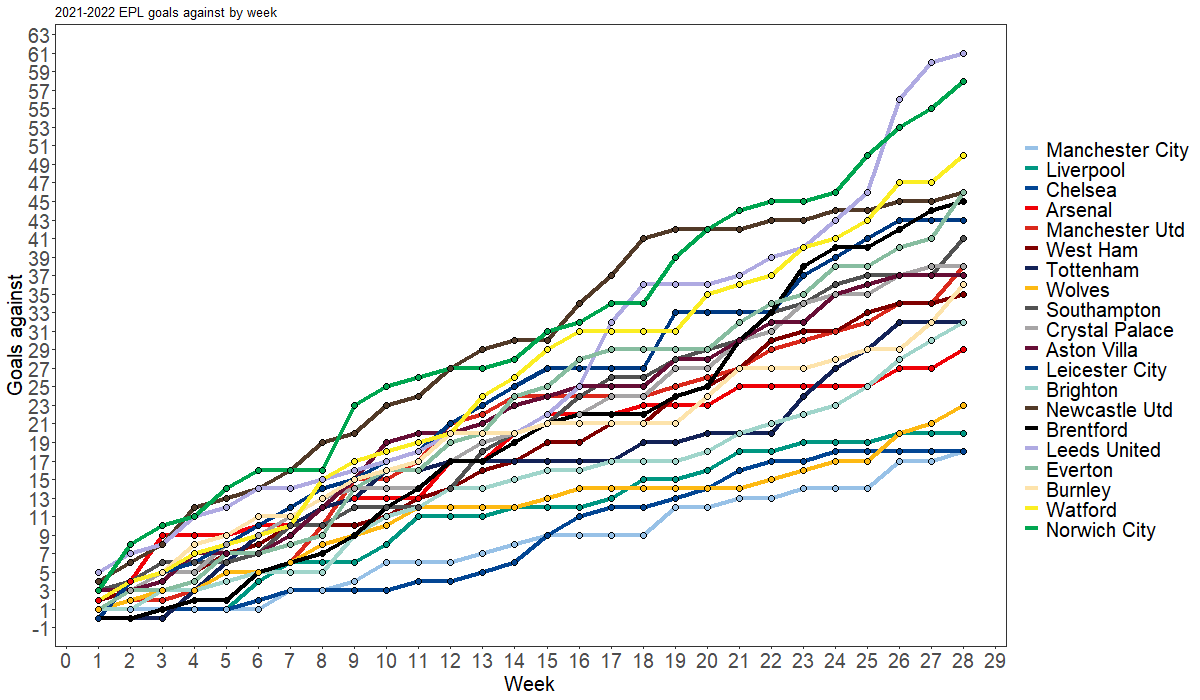 2021-2022 EPL goals against by week
63
61
59
57
55
53
51
49
47
45
43
41
39
37
35
33
31
29
27
25
23
21
19
17
15
13
11
9
7
5
3
1
-1
Goals against
0 1 2 3 4 5 6 7 8 9 10 11 12 13 14 15 16 17 18 19 20 21 22 23 24 25 26 27 28 29
Week
Manchester City
Liverpool
Chelsea
Arsenal
Manchester Utd
West Ham
Tottenham
Wolves
Southampton
Crystal Palace
Aston Villa
Leicester City
Brighton
Newcastle Utd
Brentford
Leeds United
Everton
Burnley
Watford
Norwich City